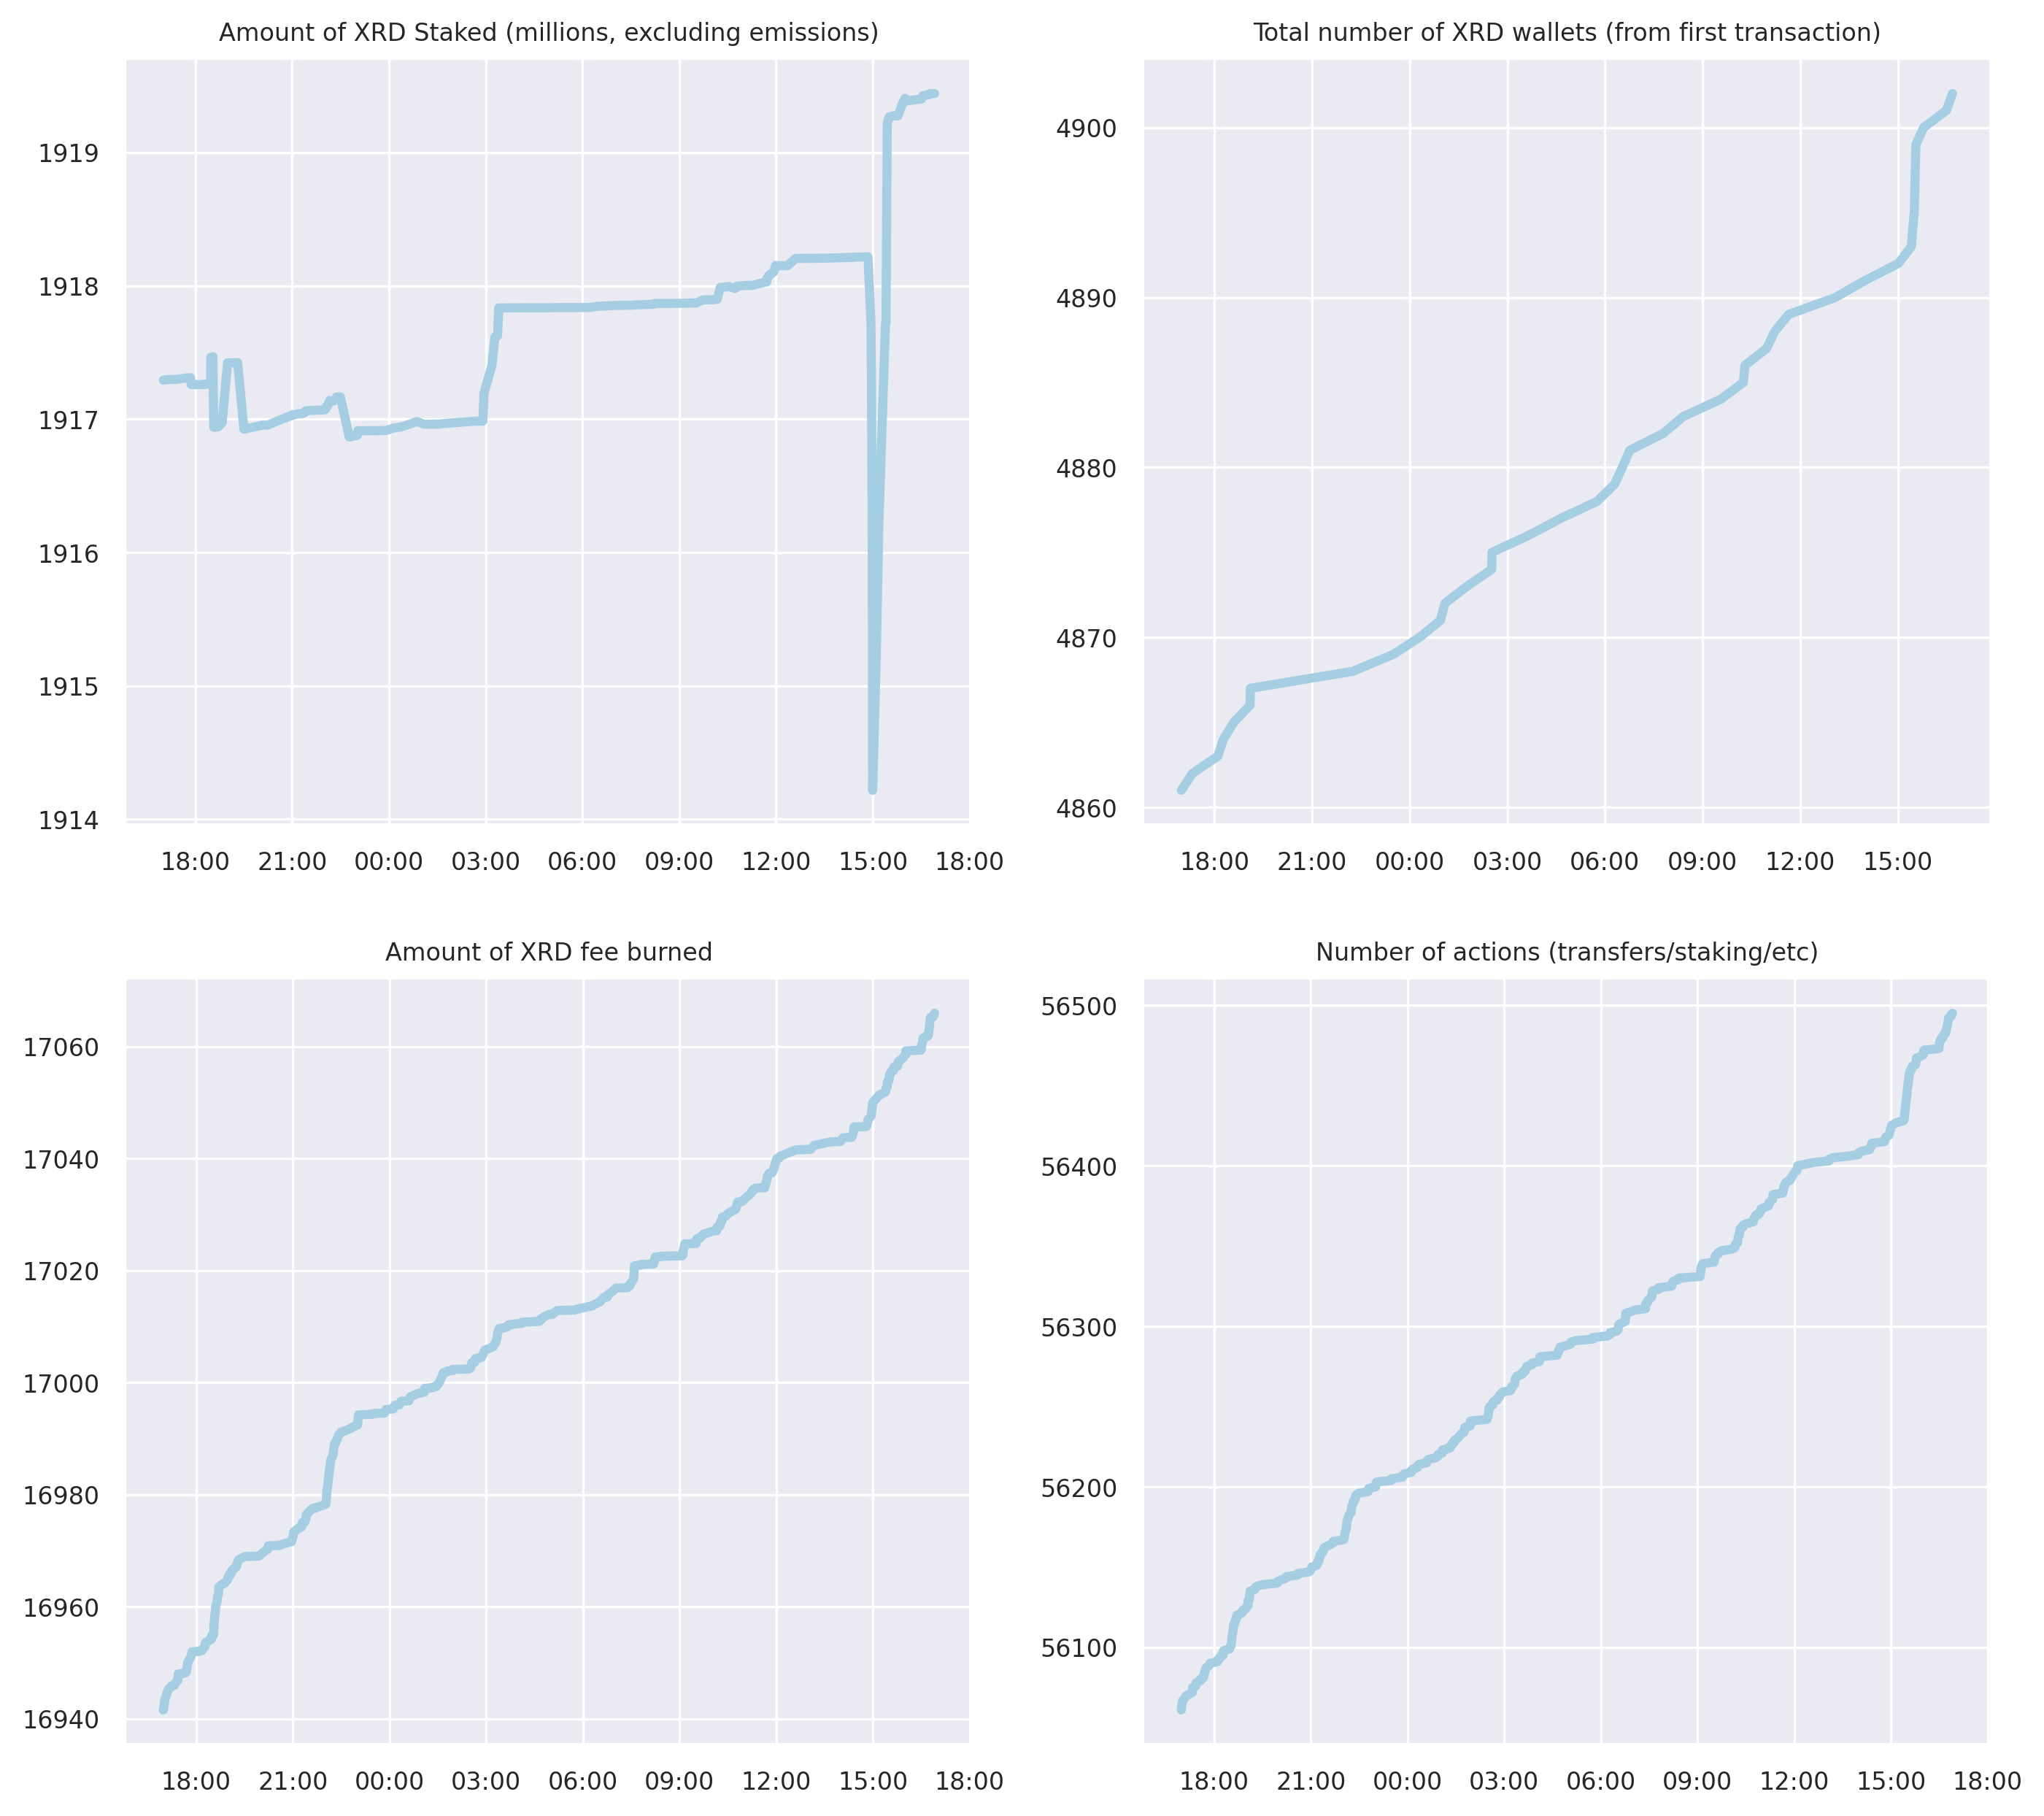 Amount of XRD Staked (millions, excluding emissions)
1919
1918
1917
1916
1915
1914
18:00 21:00 00:00 03:00 06:00 09:00 12:00 15:00 18:00
Total number of XRD wallets (from first transaction)
4900
4890
4880
4870
4860
18:00 21:00 00:00 03:00 06:00 09:00 12:00 15:00
Amount of XRD fee burned
17060
17040
17020
17000
16980
16960
16940
18:00 21:00 00:00 03:00 06:00 09:00 12:00 15:00 18:00
Number of actions (transfers/staking/etc)
56500
56400
56300
56200
56100
18:00 21:00 00:00 03:00 06:00 09:00 12:00 15:00 18:00